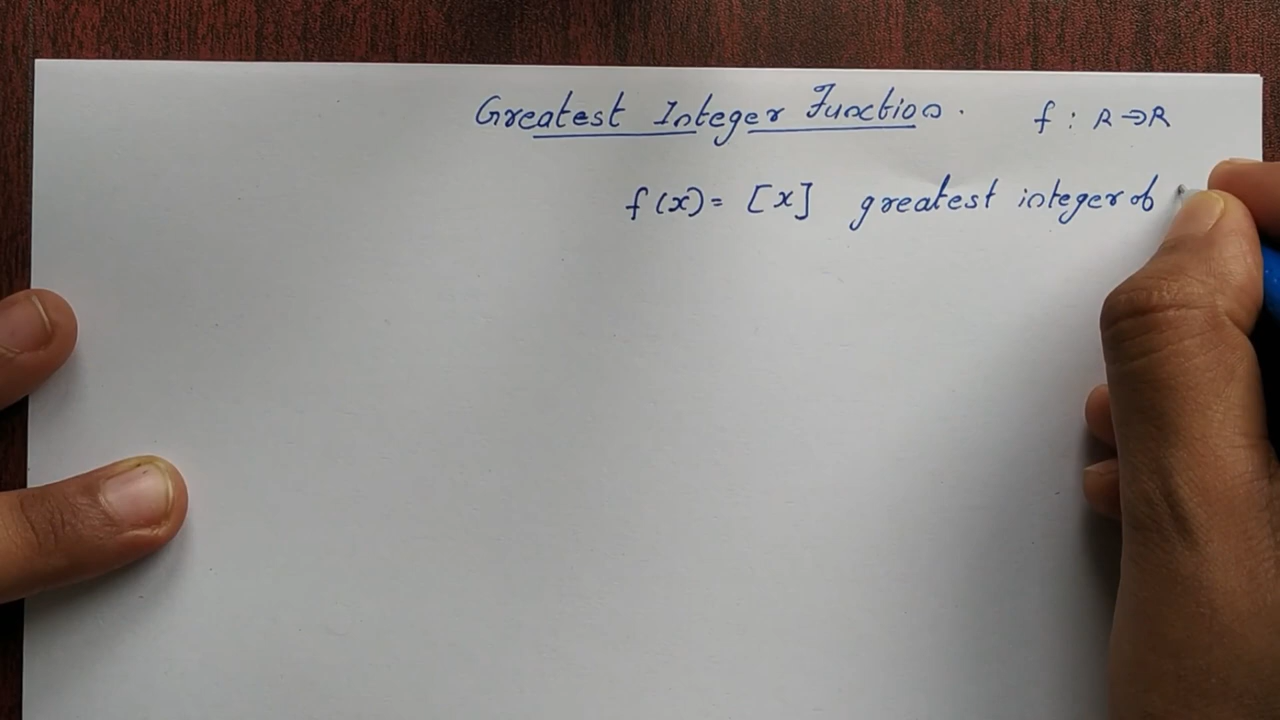 Greatest Integer Function. f : R → R
f(x) = [x] greatest integer of